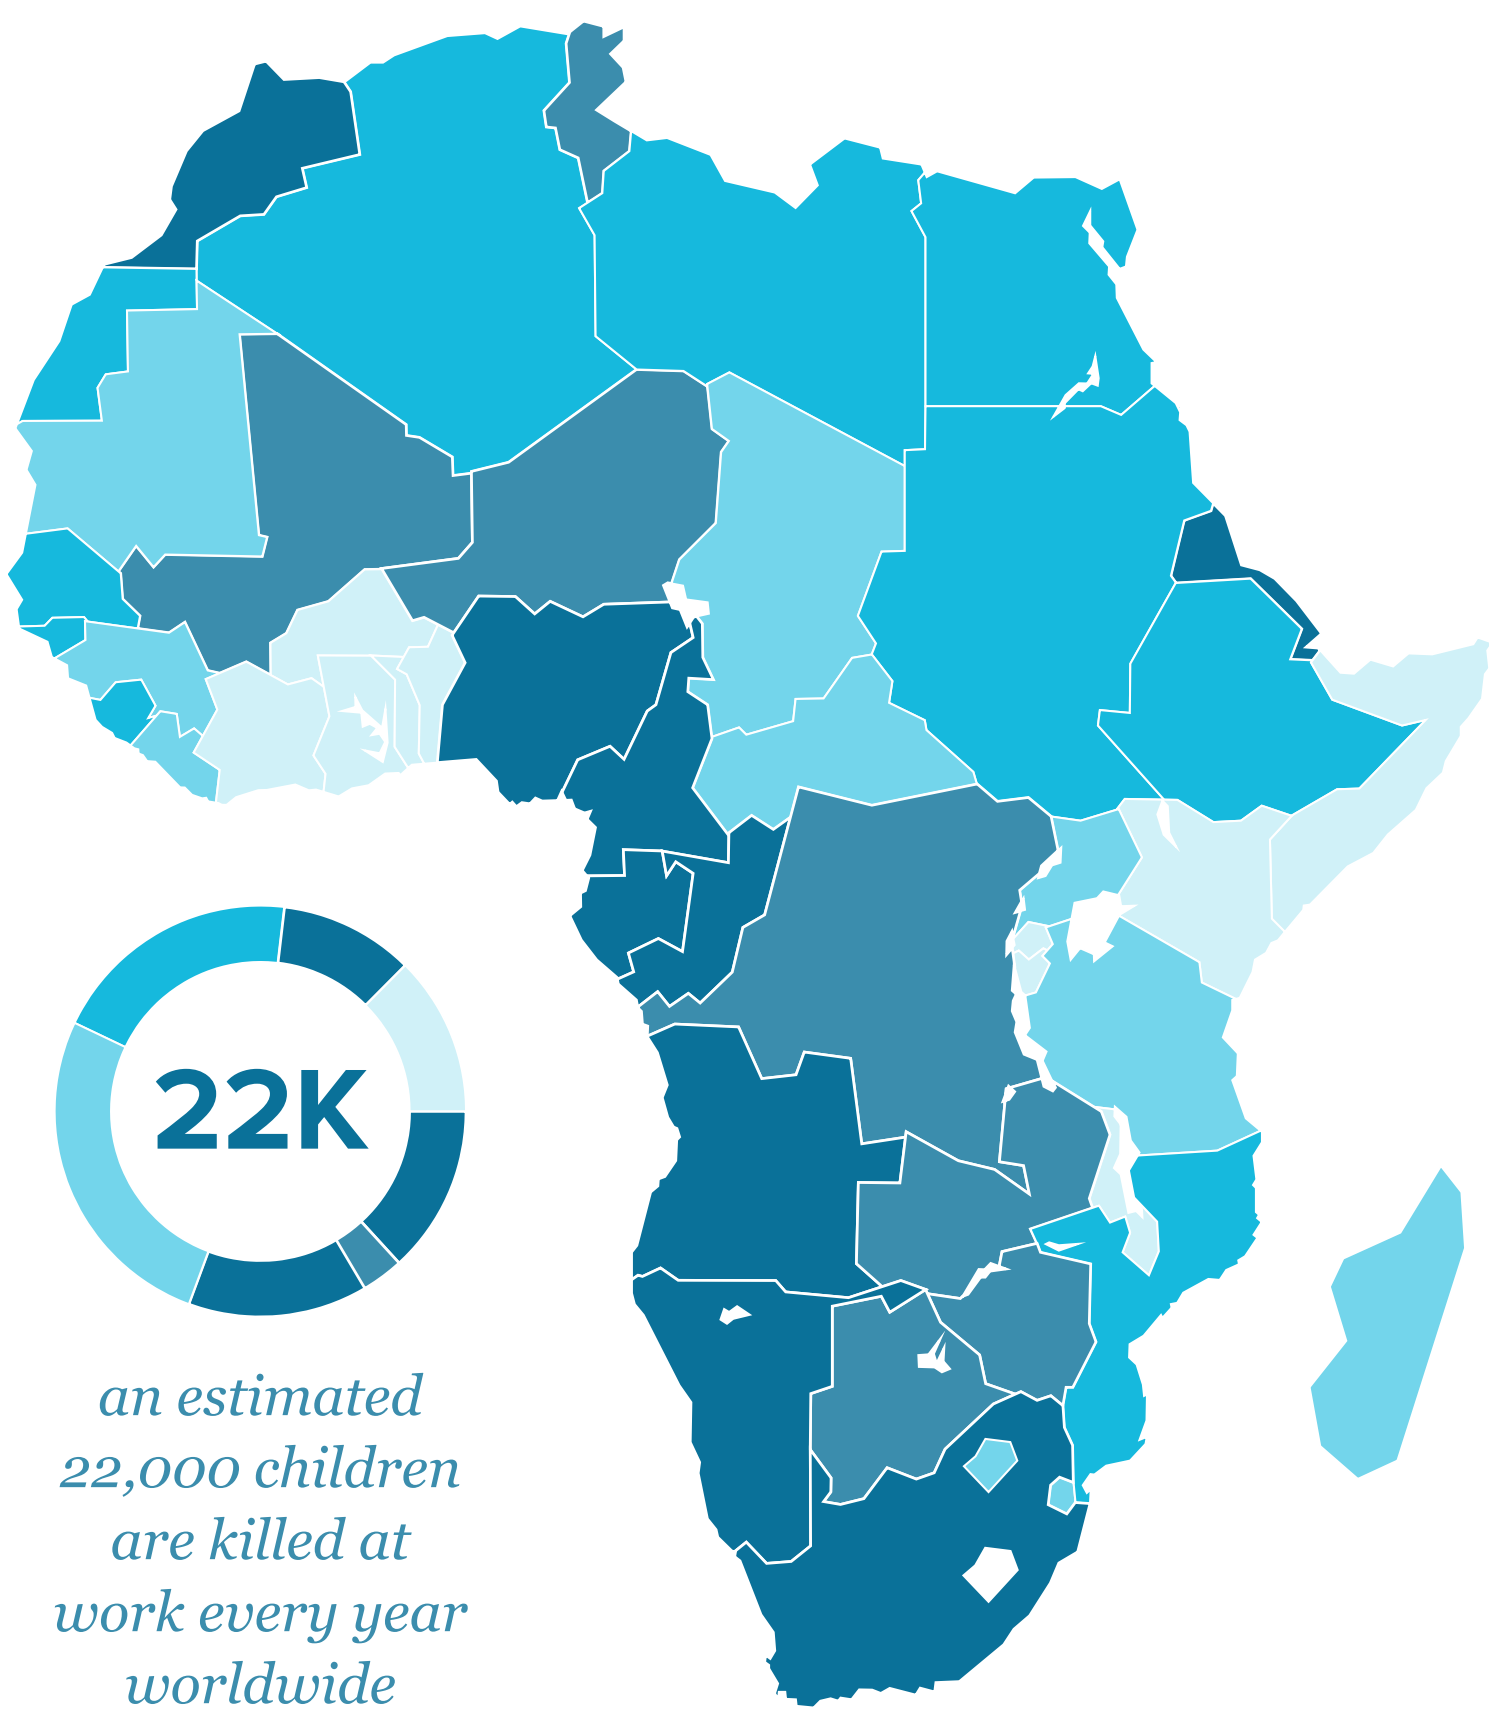 22K
an estimated
22,000 children
are killed at
work every year
worldwide